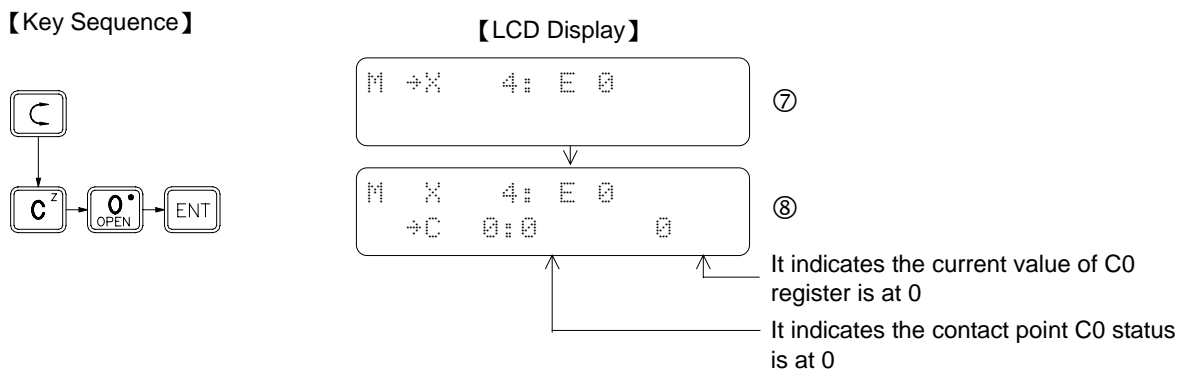 【Key Sequence】
【LCD Display】
M →X 4: E 0
⑦
C Z 0• OPEN ENT
M X 4: E 0
⑧
→C 0:0 0
It indicates the current value of C0
register is at 0
It indicates the contact point C0 status
is at 0